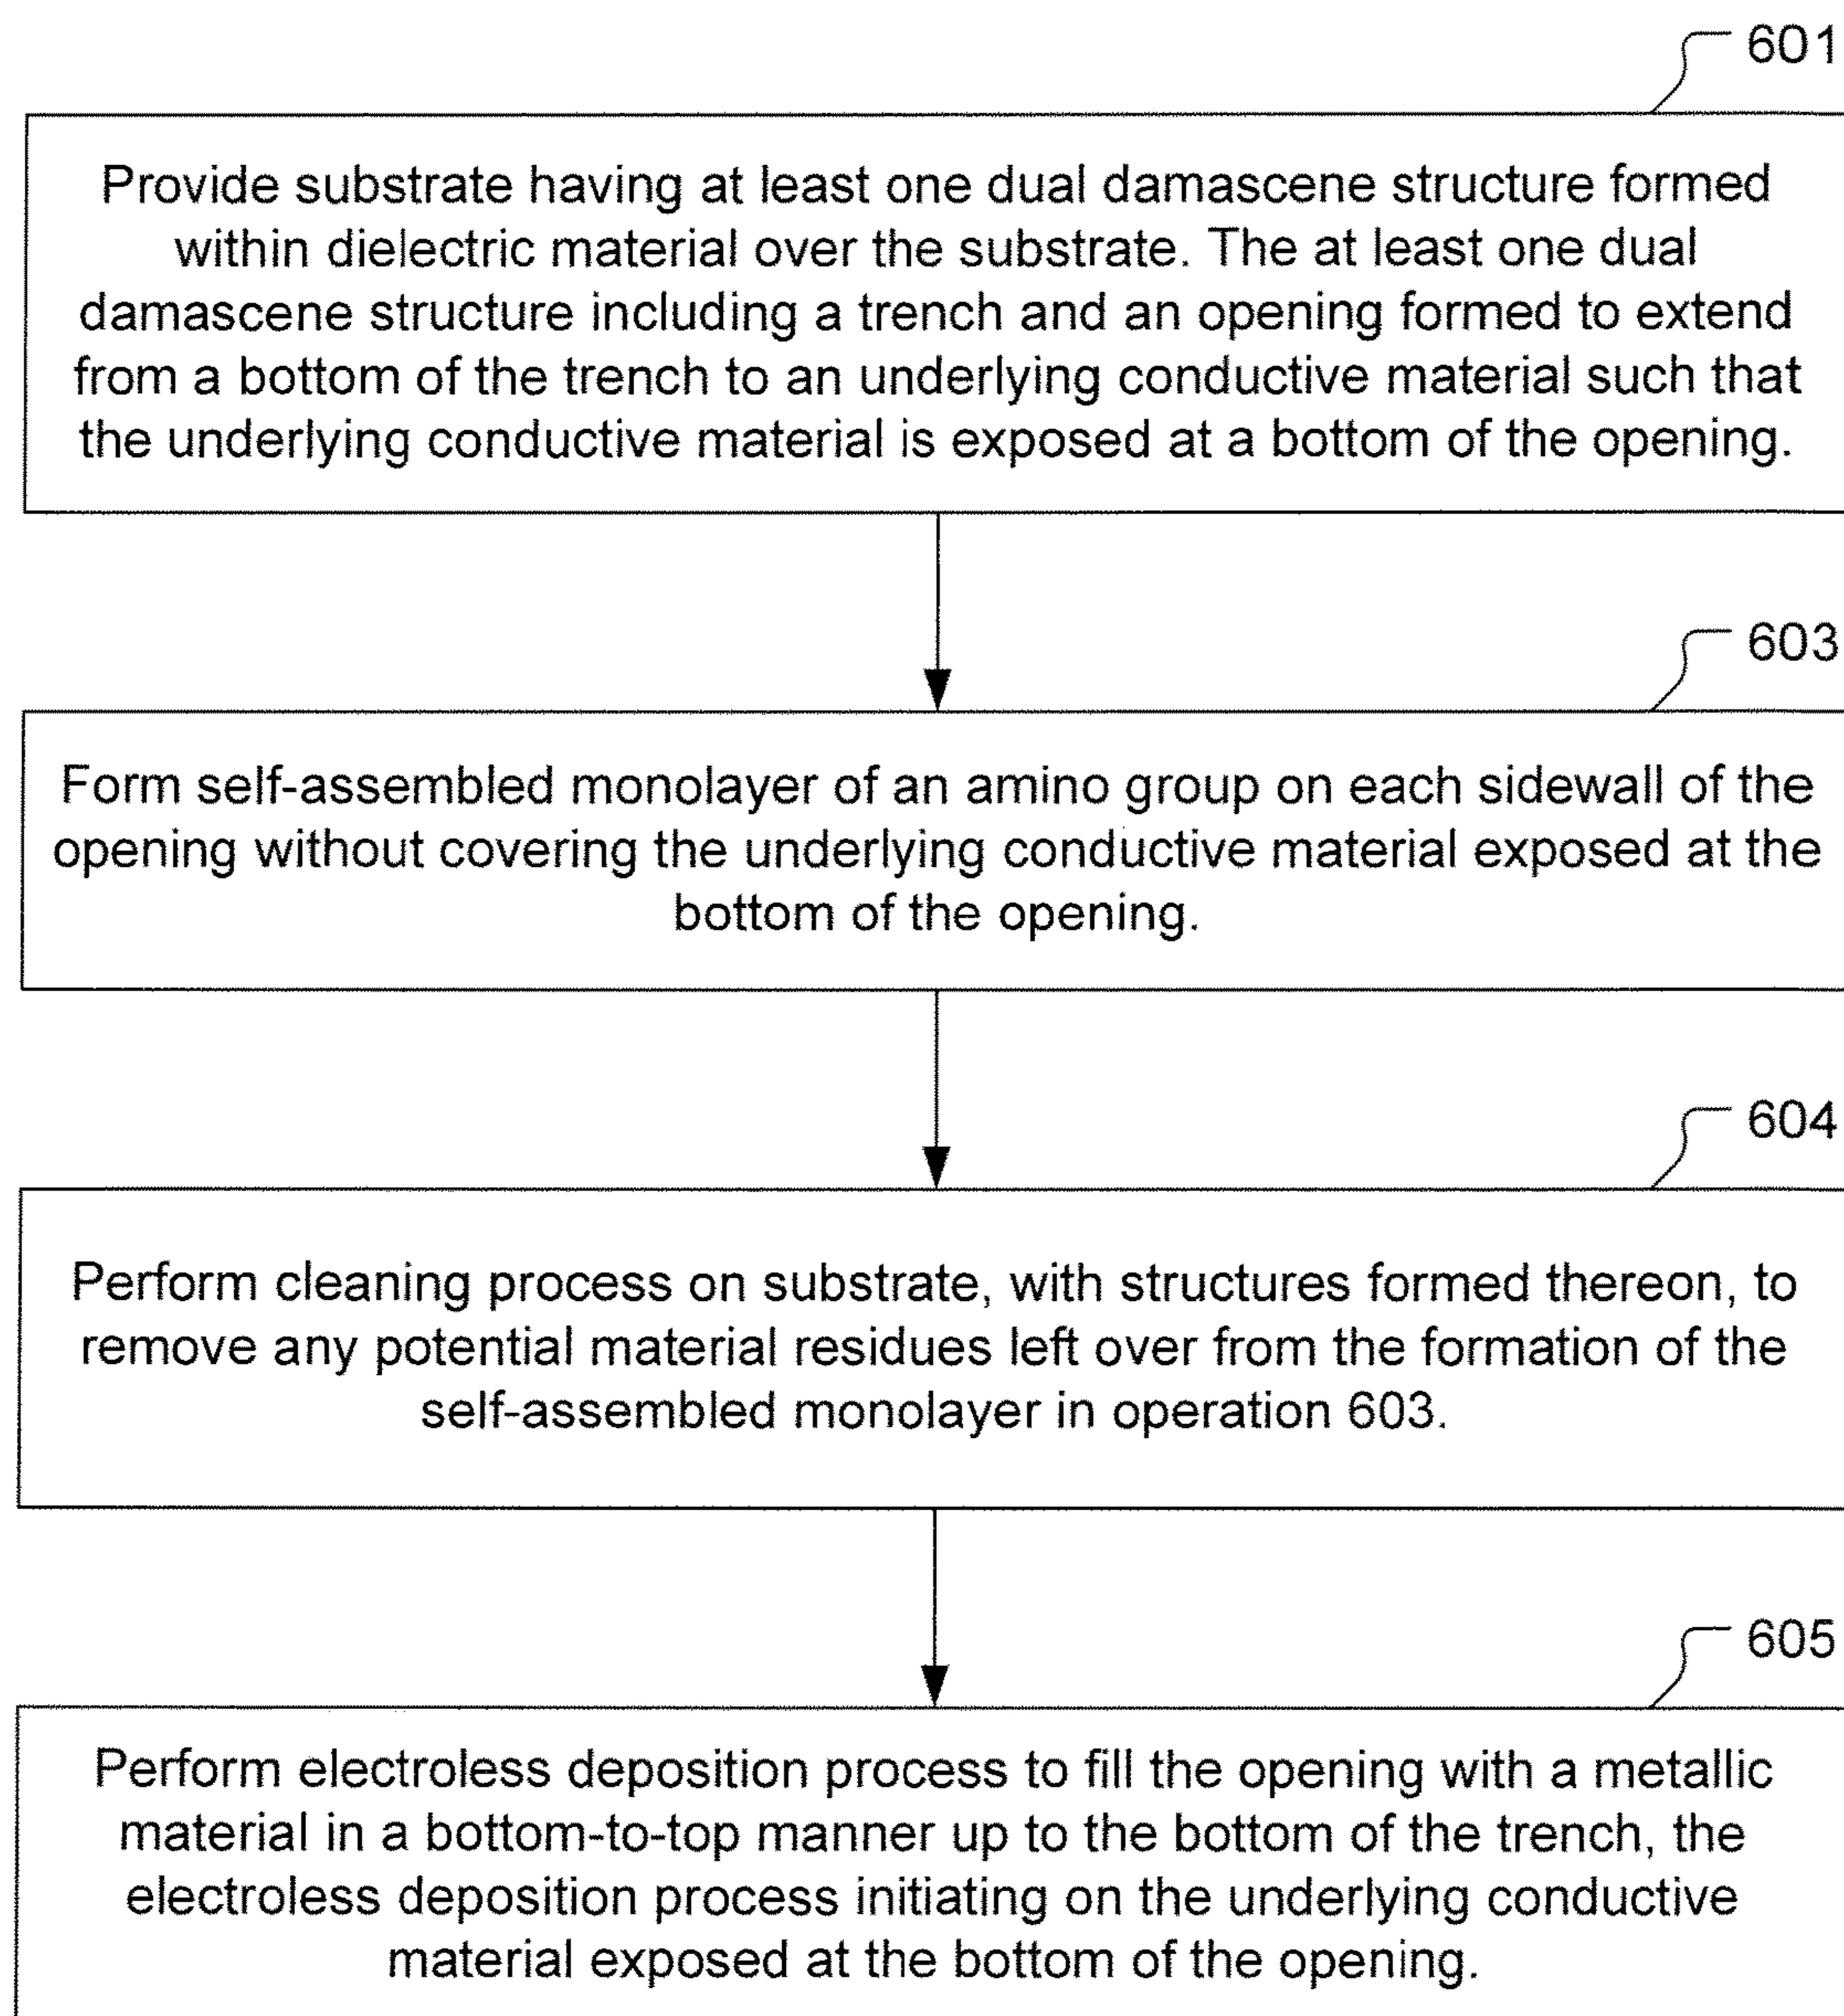 601
Provide substrate having at least one dual damascene structure formed
within dielectric material over the substrate. The at least one dual
damascene structure including a trench and an opening formed to extend
from a bottom of the trench to an underlying conductive material such that
the underlying conductive material is exposed at a bottom of the opening.
603
Form self-assembled monolayer of an amino group on each sidewall of the
opening without covering the underlying conductive material exposed at the
bottom of the opening.
604
Perform cleaning process on substrate, with structures formed thereon, to
remove any potential material residues left over from the formation of the
self-assembled monolayer in operation 603.
605
Perform electroless deposition process to fill the opening with a metallic
material in a bottom-to-top manner up to the bottom of the trench, the
electroless deposition process initiating on the underlying conductive
material exposed at the bottom of the opening.